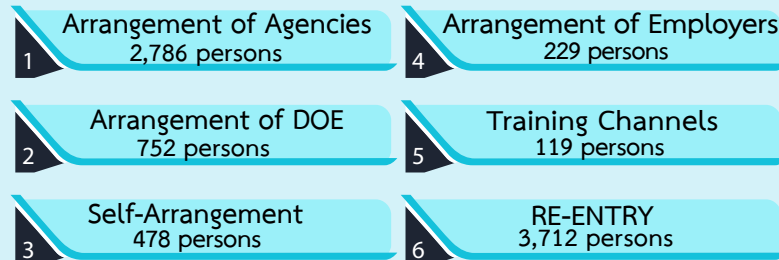 1
Arrangement of Agencies
2,786 persons
2
Arrangement of DOE
752 persons
3
Self-Arrangement
478 persons
4
Arrangement of Employers
229 persons
5
Training Channels
119 persons
6
RE-ENTRY
3,712 persons